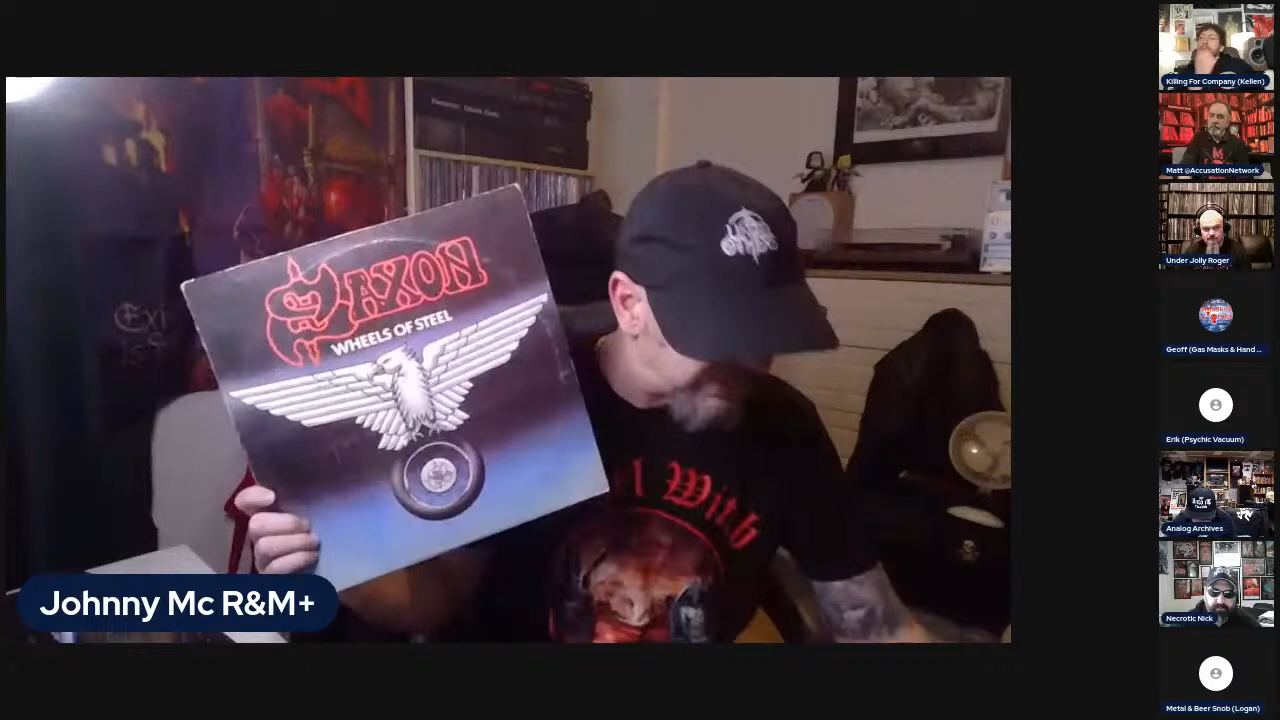 SAXON
WHEELS OF STEEL
l With
Johnny Mc R&M+
Killing For Company (Kellen)
Matt @AccusationNetwork
Under Jolly Roger
Geoff (Gas Masks & Hand ...
Erik (Psychic Vacuum)
Analog Archives
Necrotic Nick
Metal & Beer Snob (Logan)